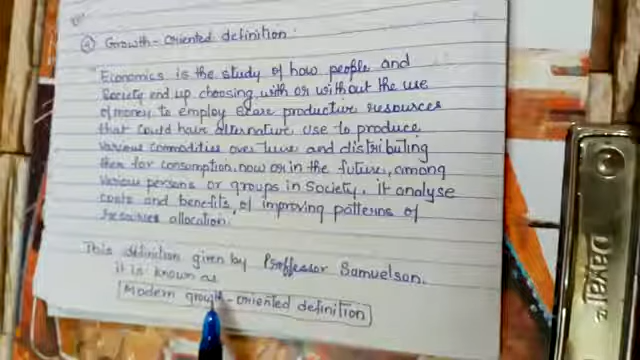 ④ Growth-oriented definition.
Economics is the study of how people and
Society end up choosing, with or without the use
of money, to employ scare productive resources
that could have alternative use to produce
various commodities over time and distributing
them for consumption, now or in the future, among
various persons or groups in society. it analyse
costs and benefits of improving patterns of
resources allocation.
This definition given by Proffessor Samuelson.
it is known as
Modern growth-oriented definition
Dayal